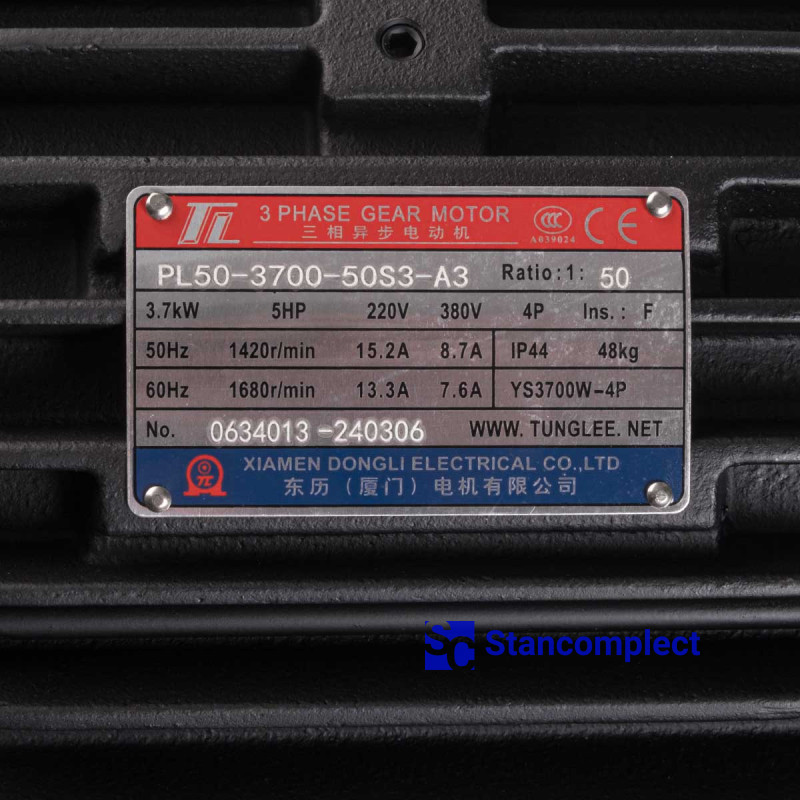 TL 3 PHASE GEAR MOTOR CCC CE
三相异步电动机 A039024
PL50-3700-50S3-A3 Ratio:1: 50
3.7kW 5HP 220V 380V 4P Ins.: F
50Hz 1420r/min 15.2A 8.7A IP44 48kg
60Hz 1680r/min 13.3A 7.6A YS3700W-4P
No. 0634013-240306 WWW.TUNGLEE.NET
XIAMEN DONGLI ELECTRICAL CO.,LTD
东历（厦门）电机有限公司
SC Stancomplect